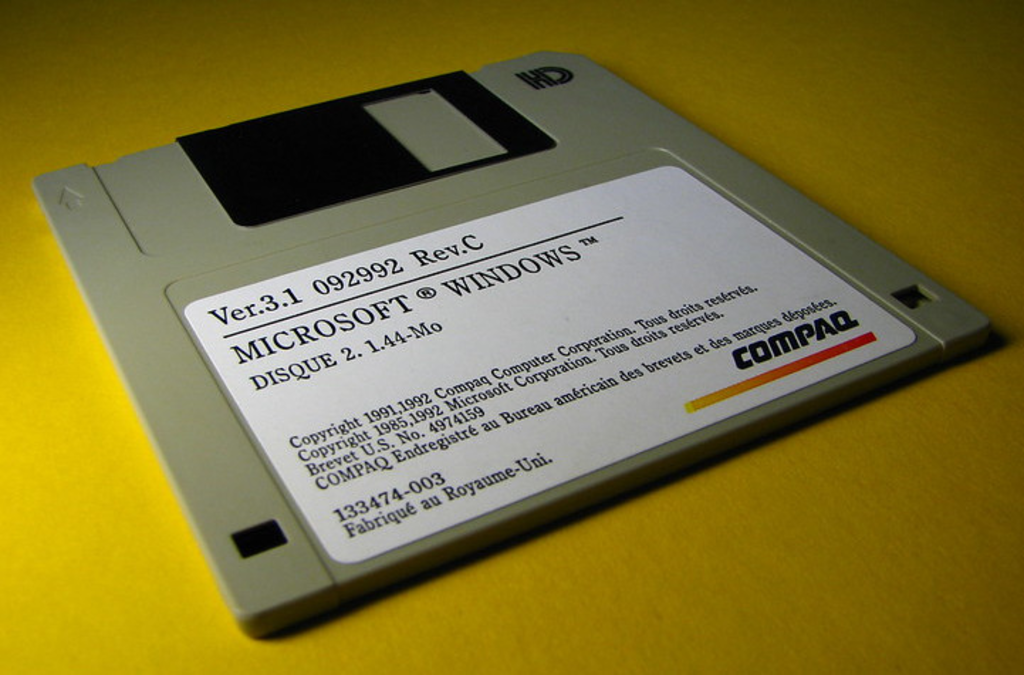 HD
Ver.3.1 092992 Rev.C
MICROSOFT ® WINDOWS ™
DISQUE 2. 1.44-Mo
Copyright 1991,1992 Compaq Computer Corporation. Tous droits resérvés.
Copyright 1985,1992 Microsoft Corporation. Tous droits resérvés.
Brevet U.S. No. 4974159
COMPAQ Endregistré au Bureau américain des brevets et des marques déposées.
133474-003
Fabriqué au Royaume-Uni.
COMPAQ